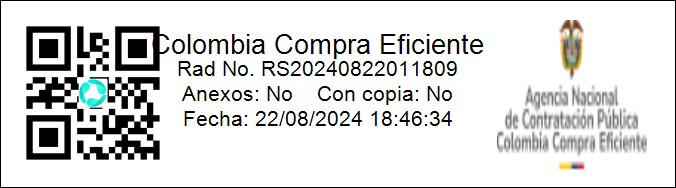 Colombia Compra Eficiente
Rad No. RS20240822011809
Anexos: No    Con copia: No
Fecha: 22/08/2024 18:46:34
Agencia Nacional
de Contratación Pública
Colombia Compra Eficiente